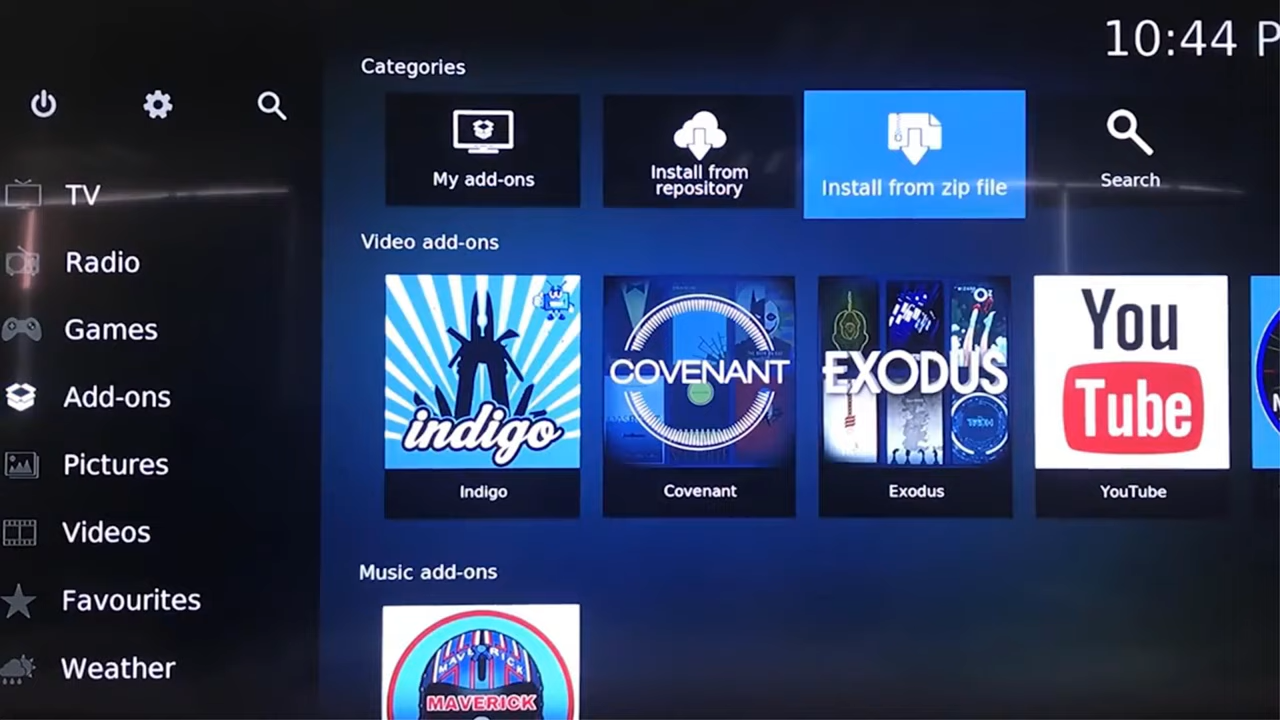 10:44 P
Categories
My add-ons
Install from
repository
Install from zip file
Search
TV
Radio
Games
Add-ons
Pictures
Videos
Favourites
Weather
Video add-ons
indigo
Indigo
COVENANT
Covenant
EXODUS
Exodus
You
Tube
YouTube
Music add-ons
MAVERICK
MAVERICK